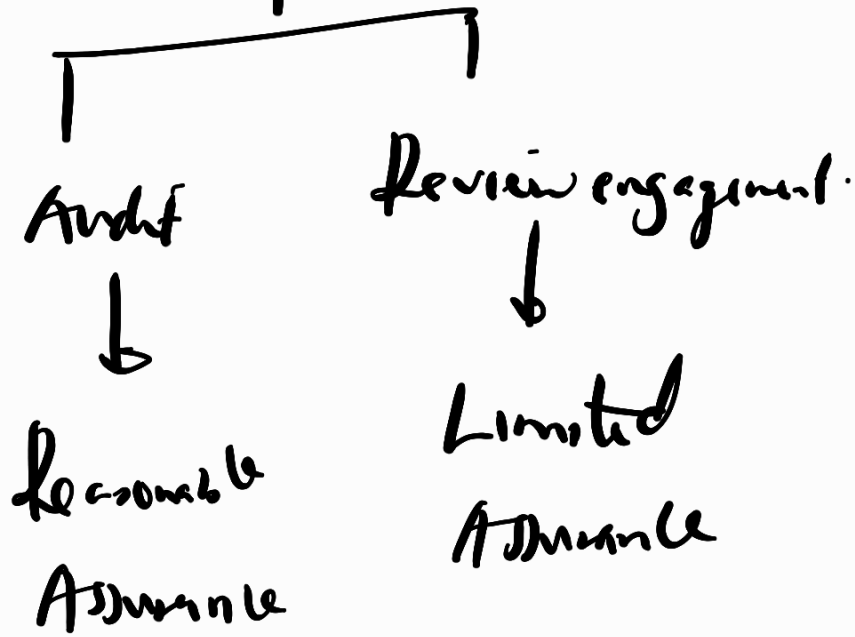 Audit
Review engagement.
Reasonable
Assurance
Limited
Assurance